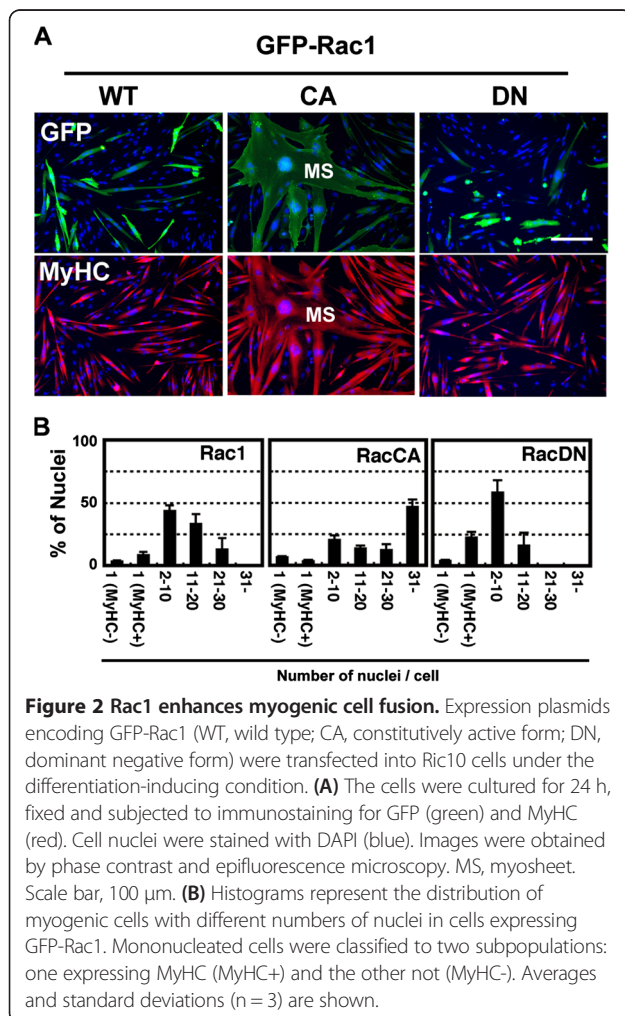 A
GFP-Rac1
WT CA DN
GFP
MS
MyHC
MS
B
100
50
0
% of Nuclei
Rac1
RacCA
RacDN
1 (MyHC-)
1 (MyHC+)
2-10
11-20
21-30
31-
1 (MyHC-)
1 (MyHC+)
2-10
11-20
21-30
31-
1 (MyHC-)
1 (MyHC+)
2-10
11-20
21-30
31-
Number of nuclei / cell
Figure 2 Rac1 enhances myogenic cell fusion. Expression plasmids
encoding GFP-Rac1 (WT, wild type; CA, constitutively active form; DN,
dominant negative form) were transfected into Ric10 cells under the
differentiation-inducing condition. (A) The cells were cultured for 24 h,
fixed and subjected to immunostaining for GFP (green) and MyHC
(red). Cell nuclei were stained with DAPI (blue). Images were obtained
by phase contrast and epifluorescence microscopy. MS, myosheet.
Scale bar, 100 μm. (B) Histograms represent the distribution of
myogenic cells with different numbers of nuclei in cells expressing
GFP-Rac1. Mononucleated cells were classified to two subpopulations:
one expressing MyHC (MyHC+) and the other not (MyHC-). Averages
and standard deviations (n = 3) are shown.